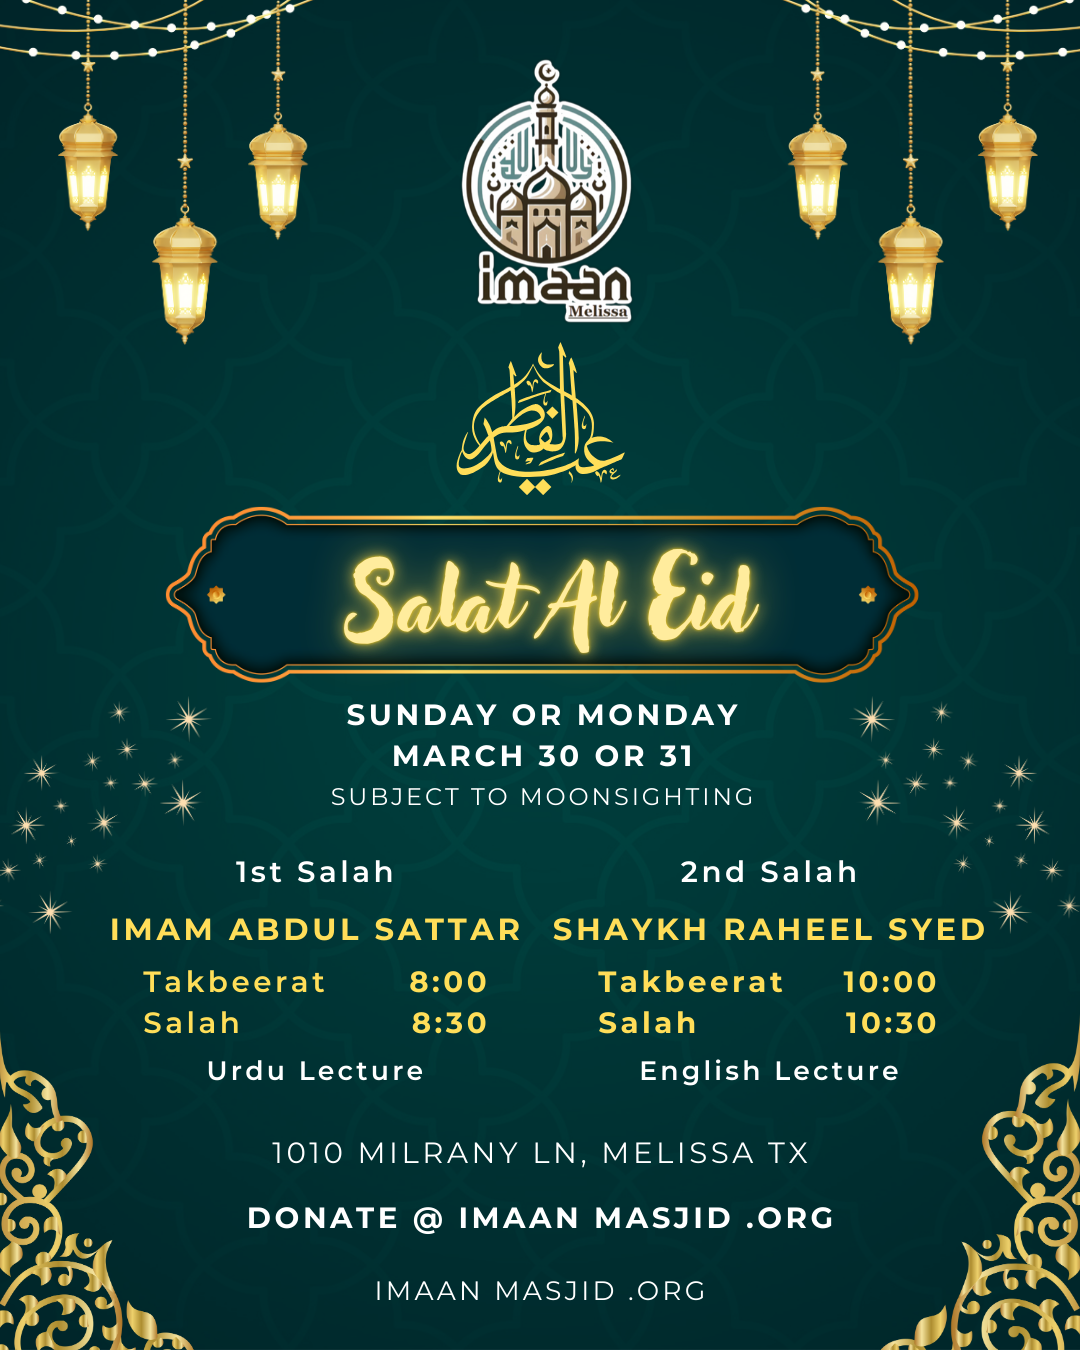 imaan
Melissa
عيد الفطر
Salat Al Eid
SUNDAY OR MONDAY
MARCH 30 OR 31
SUBJECT TO MOONSIGHTING
1st Salah
IMAM ABDUL SATTAR
Takbeerat 8:00
Salah 8:30
Urdu Lecture
2nd Salah
SHAYKH RAHEEL SYED
Takbeerat 10:00
Salah 10:30
English Lecture
1010 MILRANY LN, MELISSA TX
DONATE @ IMAAN MASJID .ORG
IMAAN MASJID .ORG